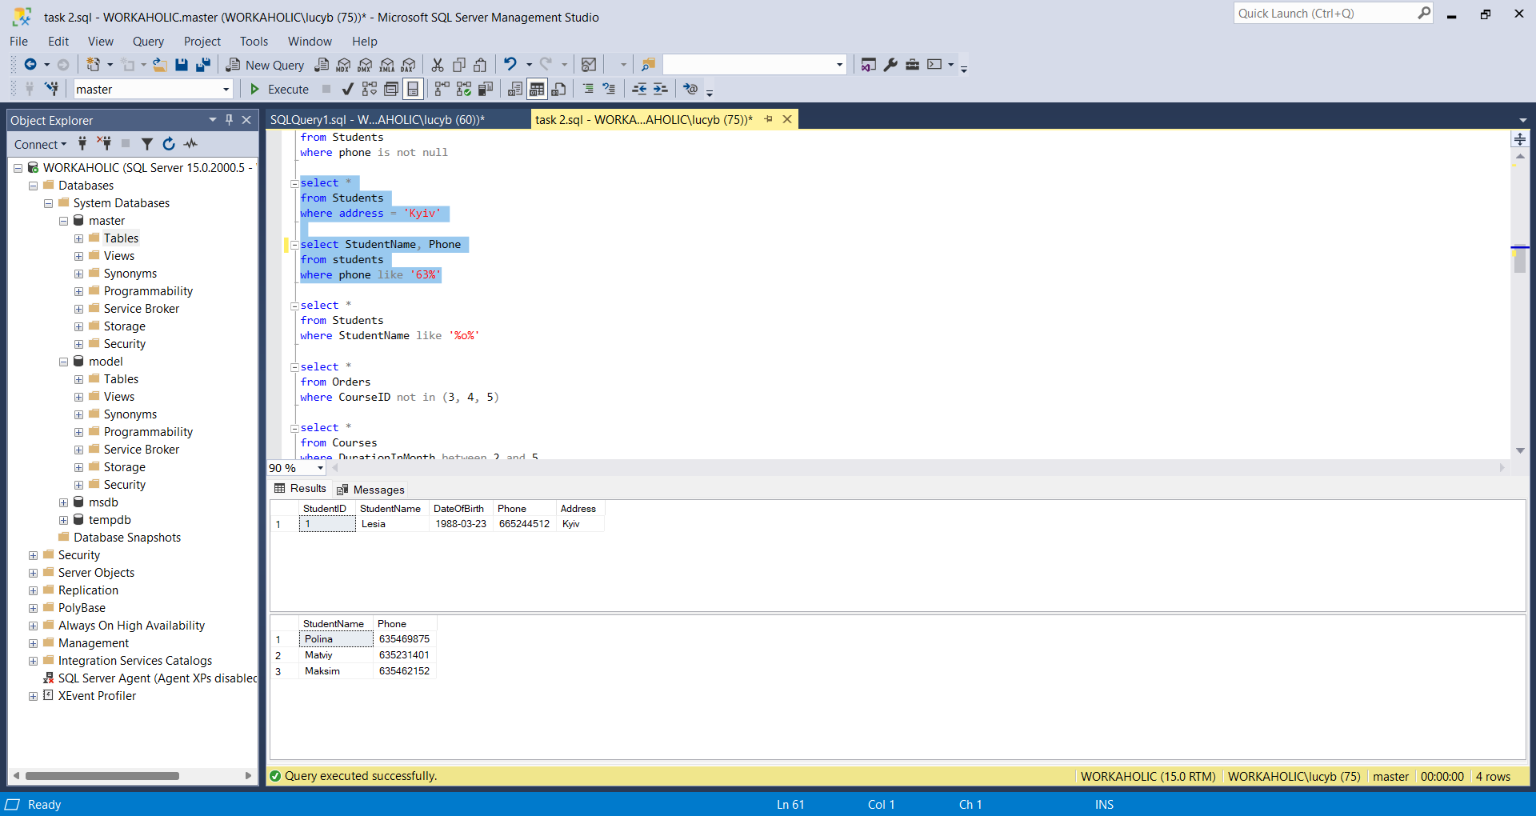 task 2.sql - WORKAHOLIC.master (WORKAHOLIC\lucyb (75))* - Microsoft SQL Server Management Studio
Quick Launch (Ctrl+Q)
File Edit View Query Project Tools Window Help
New Query
master Execute
Object Explorer
Connect
WORKAHOLIC (SQL Server 15.0.2000.5 -
Databases
System Databases
master
Tables
Views
Synonyms
Programmability
Service Broker
Storage
Security
model
Tables
Views
Synonyms
Programmability
Service Broker
Storage
Security
msdb
tempdb
Database Snapshots
Security
Server Objects
Replication
PolyBase
Always On High Availability
Management
Integration Services Catalogs
SQL Server Agent (Agent XPs disablec
XEvent Profiler
SQLQuery1.sql - W...AHOLIC\lucyb (60))*
task 2.sql - WORKA...AHOLIC\lucyb (75))*
from Students
where phone is not null
select *
from Students
where address = 'Kyiv'
select StudentName, Phone
from students
where phone like '63%'
select *
from Students
where StudentName like '%o%'
select *
from Orders
where CourseID not in (3, 4, 5)
select *
from Courses
where DurationInMonth between 2 and 5
90 %
Results Messages
StudentID StudentName DateOfBirth Phone Address
1 1 Lesia 1988-03-23 665244512 Kyiv
StudentName Phone
1 Polina 635469875
2 Matviy 635231401
3 Maksim 635462152
Query executed successfully.
WORKAHOLIC (15.0 RTM) WORKAHOLIC\lucyb (75) master 00:00:00 4 rows
Ready Ln 61 Col 1 Ch 1 INS